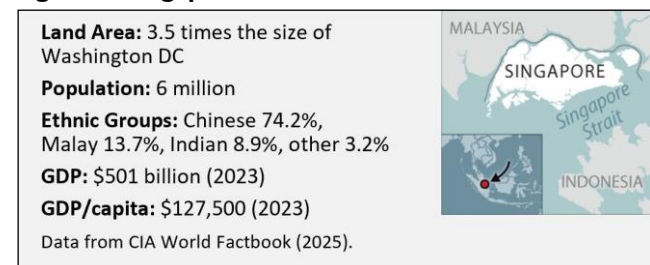 Land Area: 3.5 times the size of
Washington DC
Population: 6 million
Ethnic Groups: Chinese 74.2%,
Malay 13.7%, Indian 8.9%, other 3.2%
GDP: $501 billion (2023)
GDP/capita: $127,500 (2023)
Data from CIA World Factbook (2025).
MALAYSIA
SINGAPORE
Singapore
Strait
INDONESIA